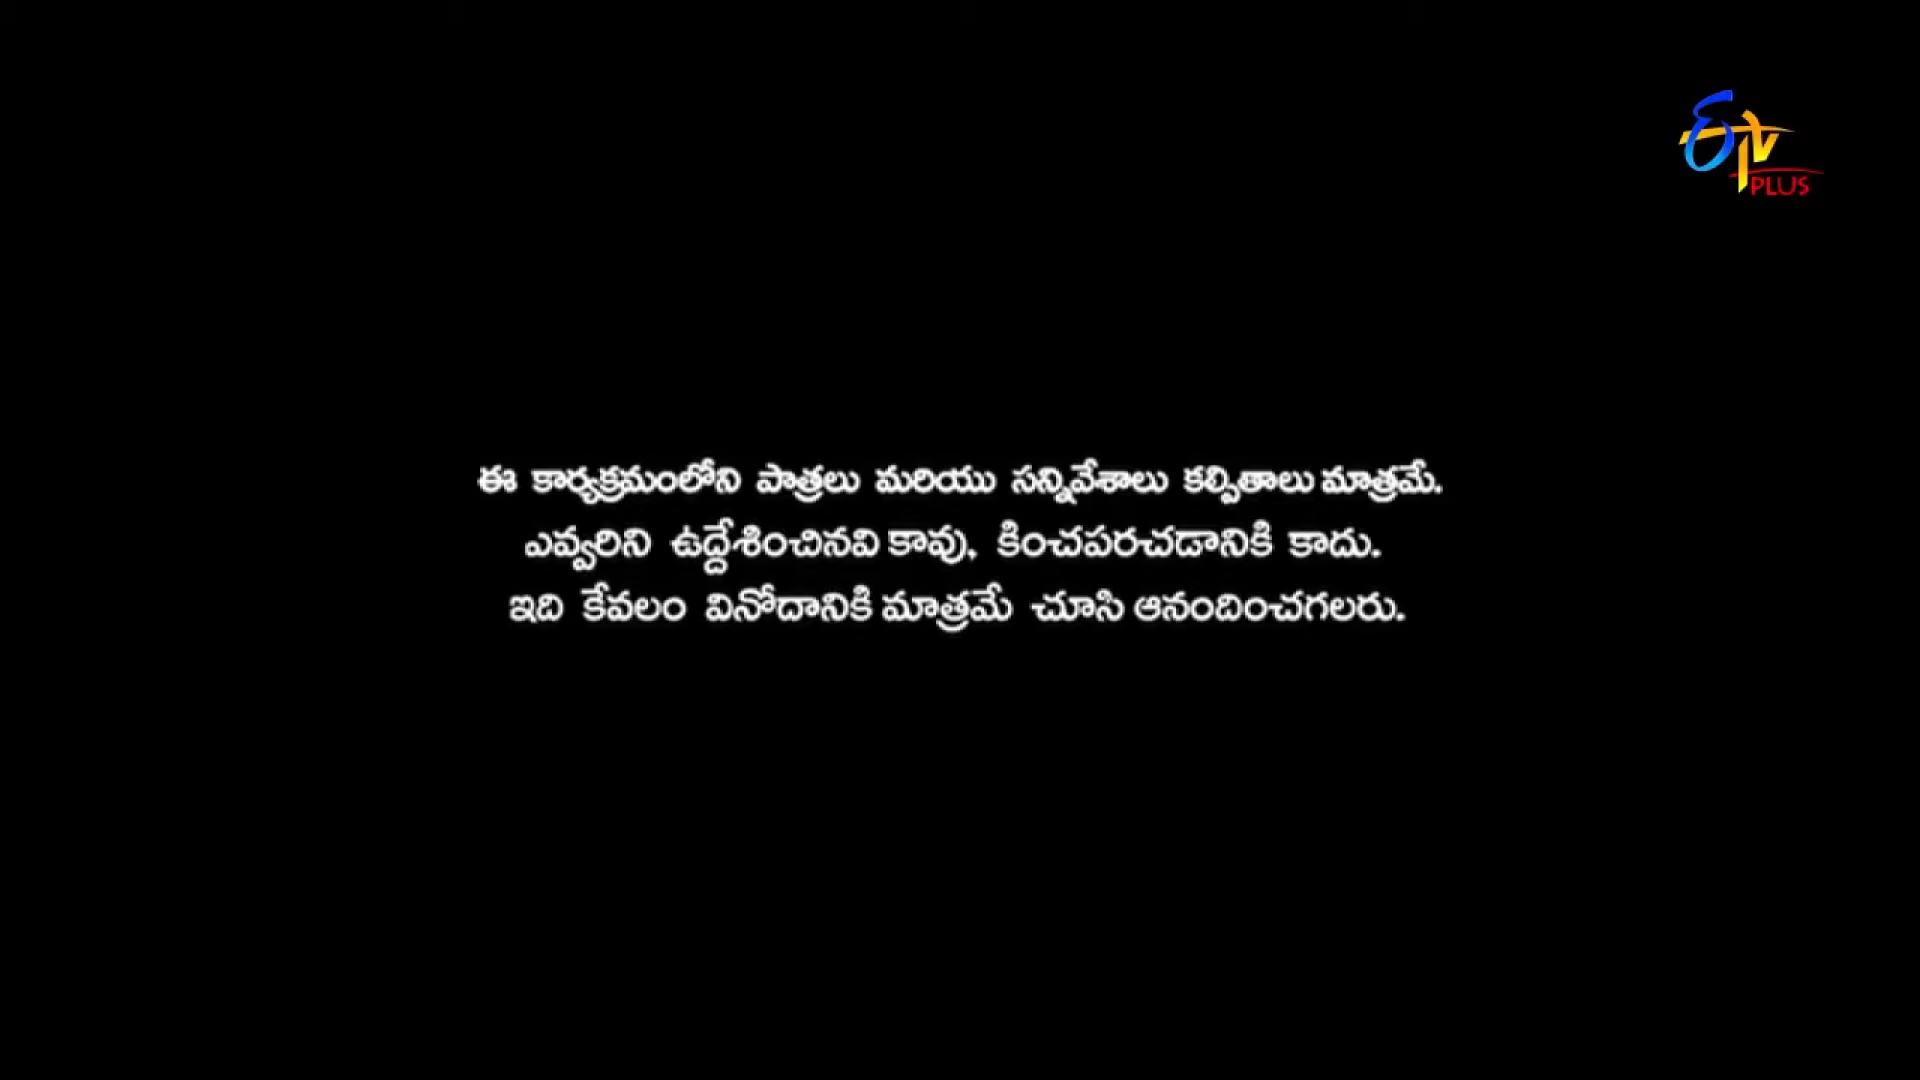 ETV
PLUS
ఈ కార్యక్రమంలోని పాత్రలు మరియు సన్నివేశాలు కల్పితాలు మాత్రమే.
ఎవ్వరిని ఉద్దేశించినవి కావు, కించపరచడానికి కాదు.
ఇది కేవలం వినోదానికి మాత్రమే చూసి ఆనందించగలరు.